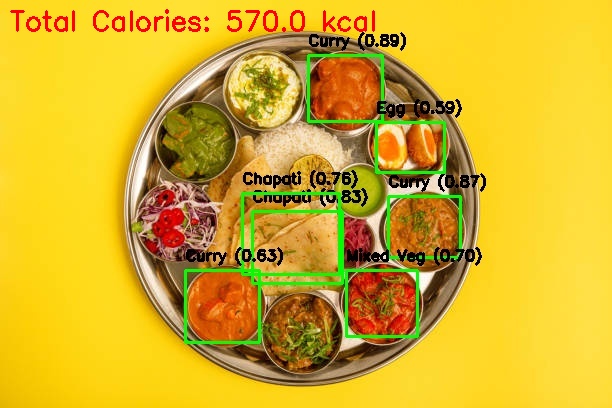 Total Calories: 570.0 kcal
Curry (0.89)
Egg (0.59)
Chapati (0.76)
Curry (0.87)
Chapati (0.83)
Curry (0.63)
Mixed Veg (0.70)